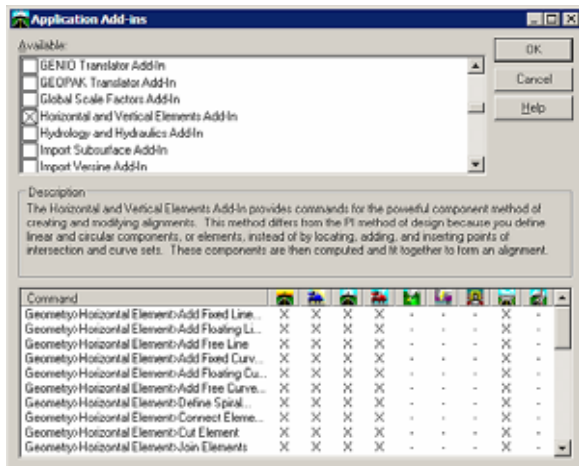 Application Add-ins
Available:
GENIO Translator Add-In
GEOPAK Translator Add-In
Global Scale Factors Add-In
Horizontal and Vertical Elements Add-In
Hydrology and Hydraulics Add-In
Import Subsurface Add-In
Import Versine Add-In
OK
Cancel
Help
Description
The Horizontal and Vertical Elements Add-In provides commands for the powerful component method of
creating and modifying alignments. This method differs from the PI method of design because you define
linear and circular components, or elements, instead of by locating, adding, and inserting points of
intersection and curve sets. These components are then computed and fit together to form an alignment.
Command
Geometry>Horizontal Element>Add Fixed Line... X X X X - - - X -
Geometry>Horizontal Element>Add Floating Li... X X X X - - - X -
Geometry>Horizontal Element>Add Free Line X X X X - - - X -
Geometry>Horizontal Element>Add Fixed Curv... X X X X - - - X -
Geometry>Horizontal Element>Add Floating Cu... X X X X - - - X -
Geometry>Horizontal Element>Add Free Curve... X X X X - - - X -
Geometry>Horizontal Element>Define Spiral... X X X X - - - X -
Geometry>Horizontal Element>Connect Eleme... X X X X - - - X -
Geometry>Horizontal Element>Cut Element X X X X - - - X -
Geometry>Horizontal Element>Join Elements X X X X - - - X -